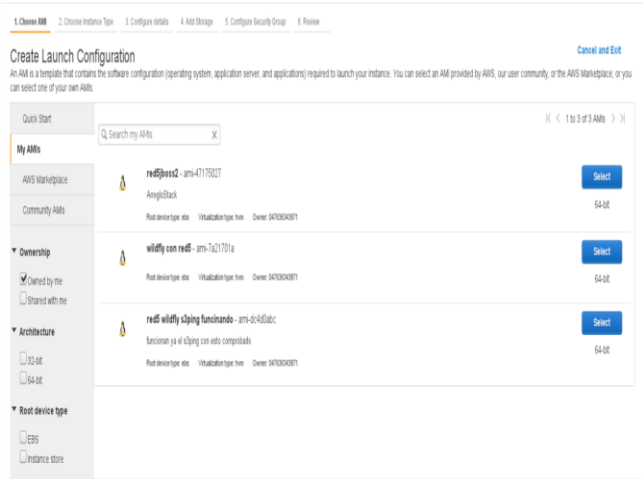 1. Choose AMI 2. Choose Instance Type 3. Configure details 4. Add Storage 5. Configure Security Group 6. Review
Create Launch Configuration
Cancel and Exit
An AMI is a template that contains the software configuration (operating system, application server, and applications) required to launch your instance. You can select an AMI provided by AWS, our user community, or the AWS Marketplace, or you
can select one of your own AMIs.
Quick Start
My AMIs
AWS Marketplace
Community AMIs
Ownership
Owned by me
Shared with me
Architecture
32-bit
64-bit
Root device type
EBS
Instance store
1 to 3 of 3 AMIs
Search my AMIs X
red5jboss2 - ami-47175027
Select
ArregloStack
64-bit
Root device type: ebs Virtualization type: hvm Owner: 047636343971
wildfly con red5 - ami-7a21701a
Select
Root device type: ebs Virtualization type: hvm Owner: 047636343971
64-bit
red5 wildfly s3ping funcinando - ami-dc4d0abc
Select
funcionan ya el s3ping con esto comprobado
64-bit
Root device type: ebs Virtualization type: hvm Owner: 047636343971